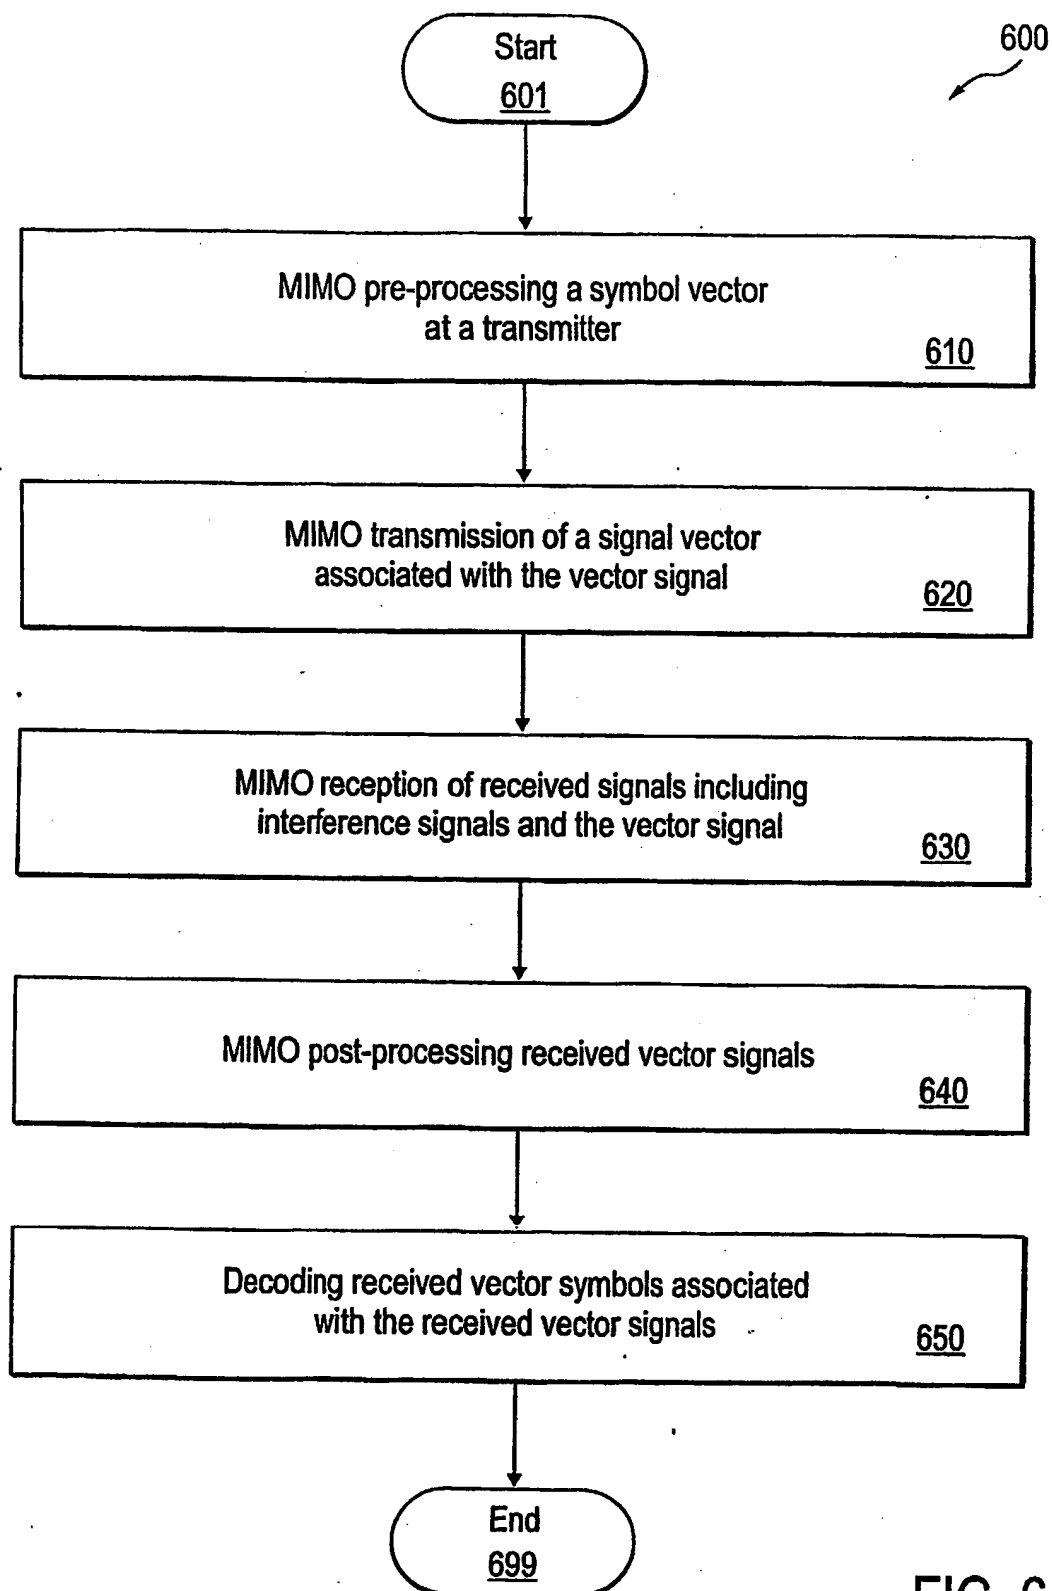 600
Start
601
MIMO pre-processing a symbol vector
at a transmitter
610
MIMO transmission of a signal vector
associated with the vector signal
620
MIMO reception of received signals including
interference signals and the vector signal
630
MIMO post-processing received vector signals
640
Decoding received vector symbols associated
with the received vector signals
650
End
699
FIG. 6